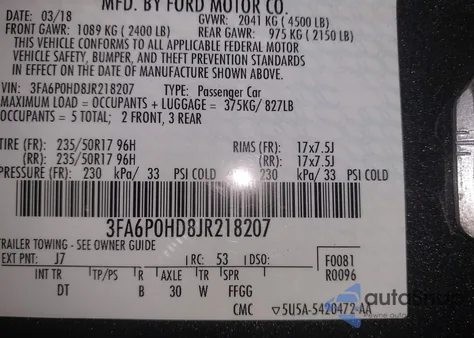 MFD. BY FORD MOTOR CO.
DATE: 03/18 GVWR: 2041 KG (4500 LB)
FRONT GAWR: 1089 KG (2400 LB) REAR GAWR: 975 KG (2150 LB)
THIS VEHICLE CONFORMS TO ALL APPLICABLE FEDERAL MOTOR
VEHICLE SAFETY, BUMPER, AND THEFT PREVENTION STANDARDS
IN EFFECT ON THE DATE OF MANUFACTURE SHOWN ABOVE.
VIN: 3FA6P0HD8JR218207 TYPE: Passenger Car
MAXIMUM LOAD = OCCUPANTS + LUGGAGE = 375KG/ 827LB
OCCUPANTS = 5 TOTAL; 2 FRONT, 3 REAR
TIRE (FR): 235/50R17 96H RIMS (FR): 17x7.5J
(RR): 235/50R17 96H (RR): 17x7.5J
PRESSURE (FR): 230 kPa/ 33 PSI COLD 230 kPa/ 33 PSI COLD
3FA6P0HD8JR218207
TRAILER TOWING - SEE OWNER GUIDE
EXT PNT: J7 RC: 53 DSO: F0081
INT TR TP/PS R AXLE TR SPR R0096
DT B 30 W FFGG
CMC ▽5U5A-5420472-AA
Pewne auto